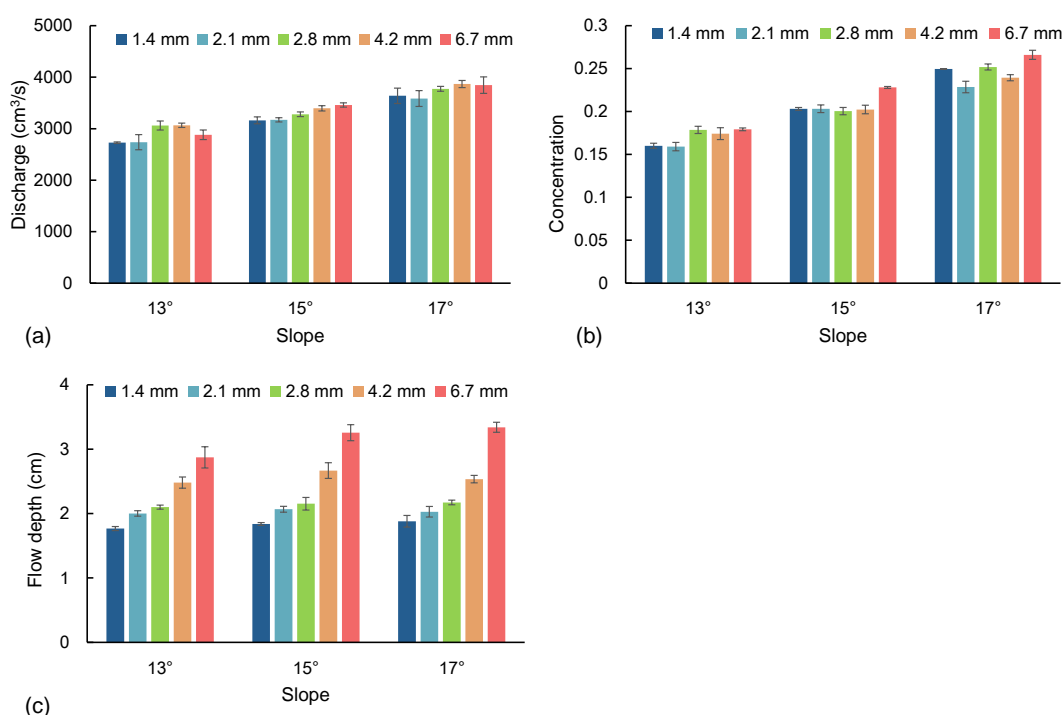 5000
4000
3000
2000
1000
0
Discharge (cm³/s)
1.4 mm 2.1 mm 2.8 mm 4.2 mm 6.7 mm
13° 15° 17°
Slope
(a)
0.3
0.25
0.2
0.15
0.1
0.05
0
Concentration
1.4 mm 2.1 mm 2.8 mm 4.2 mm 6.7 mm
13° 15° 17°
Slope
(b)
4
3
2
1
0
Flow depth (cm)
1.4 mm 2.1 mm 2.8 mm 4.2 mm 6.7 mm
13° 15° 17°
Slope
(c)